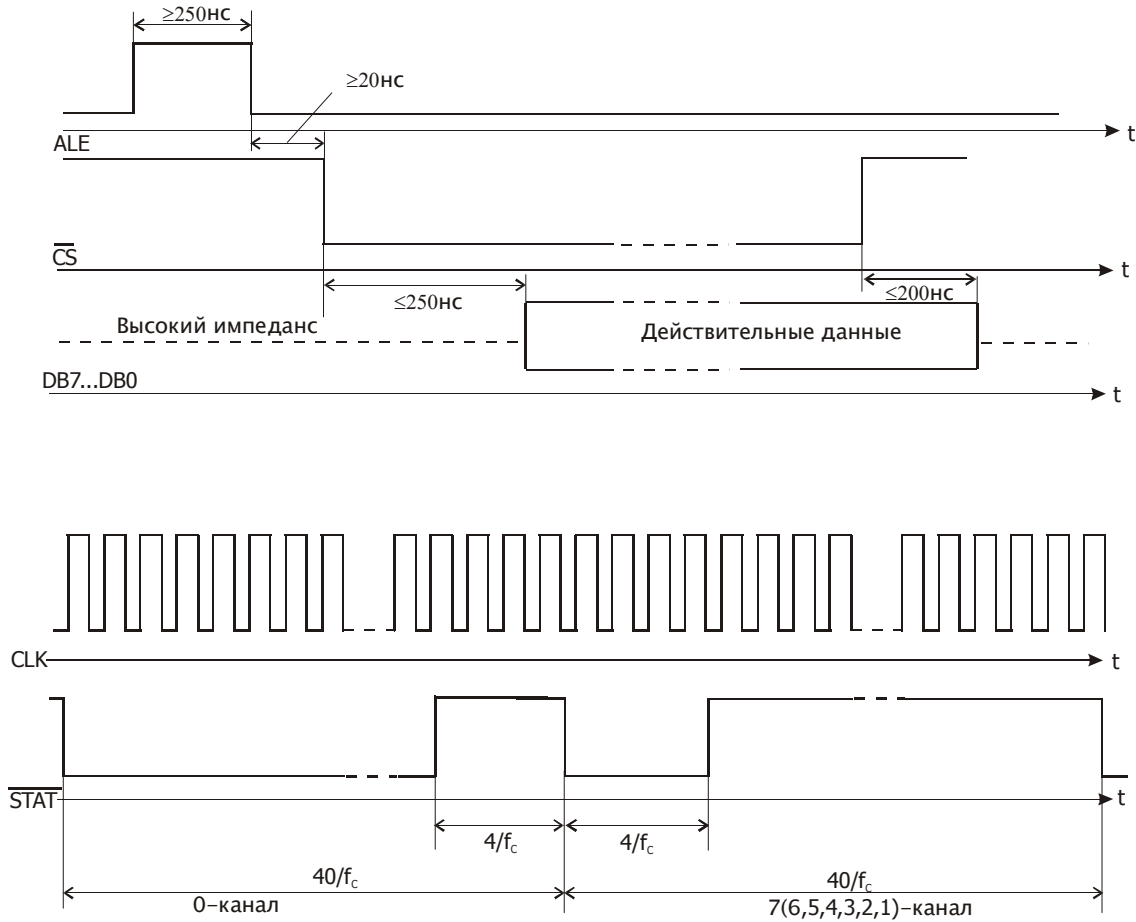 ≥250нс
≥20нс
ALE
t
CS
t
≤250нс
≤200нс
Высокий импеданс
Действительные данные
DB7...DB0
t
CLK
t
STAT
t
4/fc
4/fc
40/fc
40/fc
0–канал
7(6,5,4,3,2,1)–канал